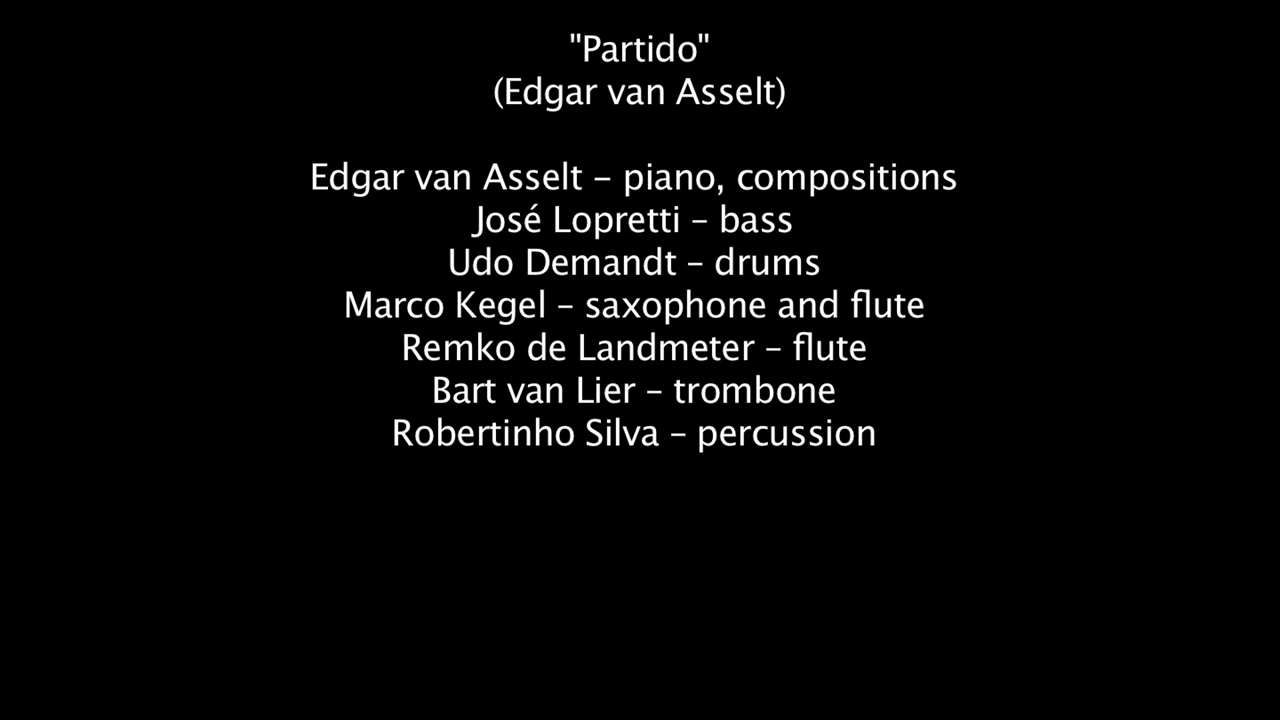 "Partido"
(Edgar van Asselt)
Edgar van Asselt – piano, compositions
José Lopretti – bass
Udo Demandt – drums
Marco Kegel – saxophone and flute
Remko de Landmeter – flute
Bart van Lier – trombone
Robertinho Silva – percussion